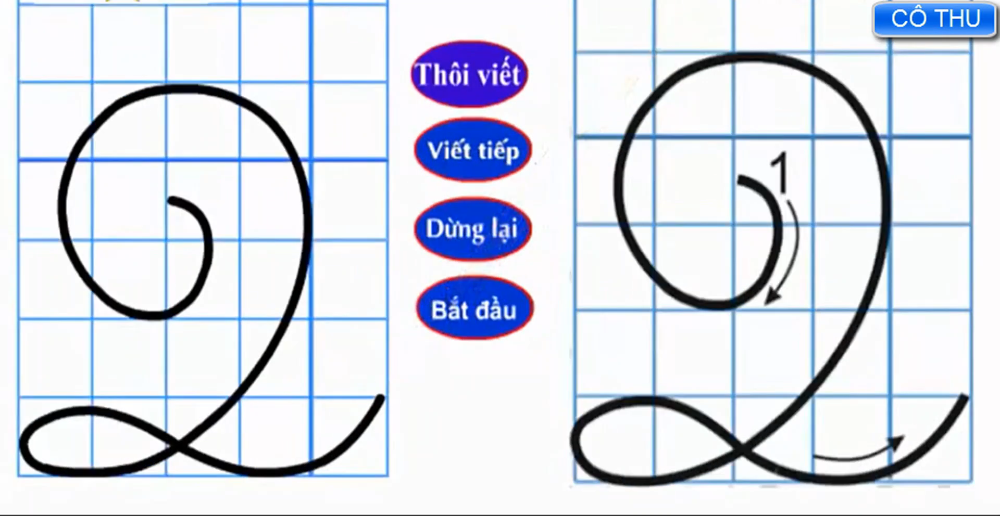 CÔ THU
Thôi viết
Viết tiếp
Dừng lại
Bắt đầu
1